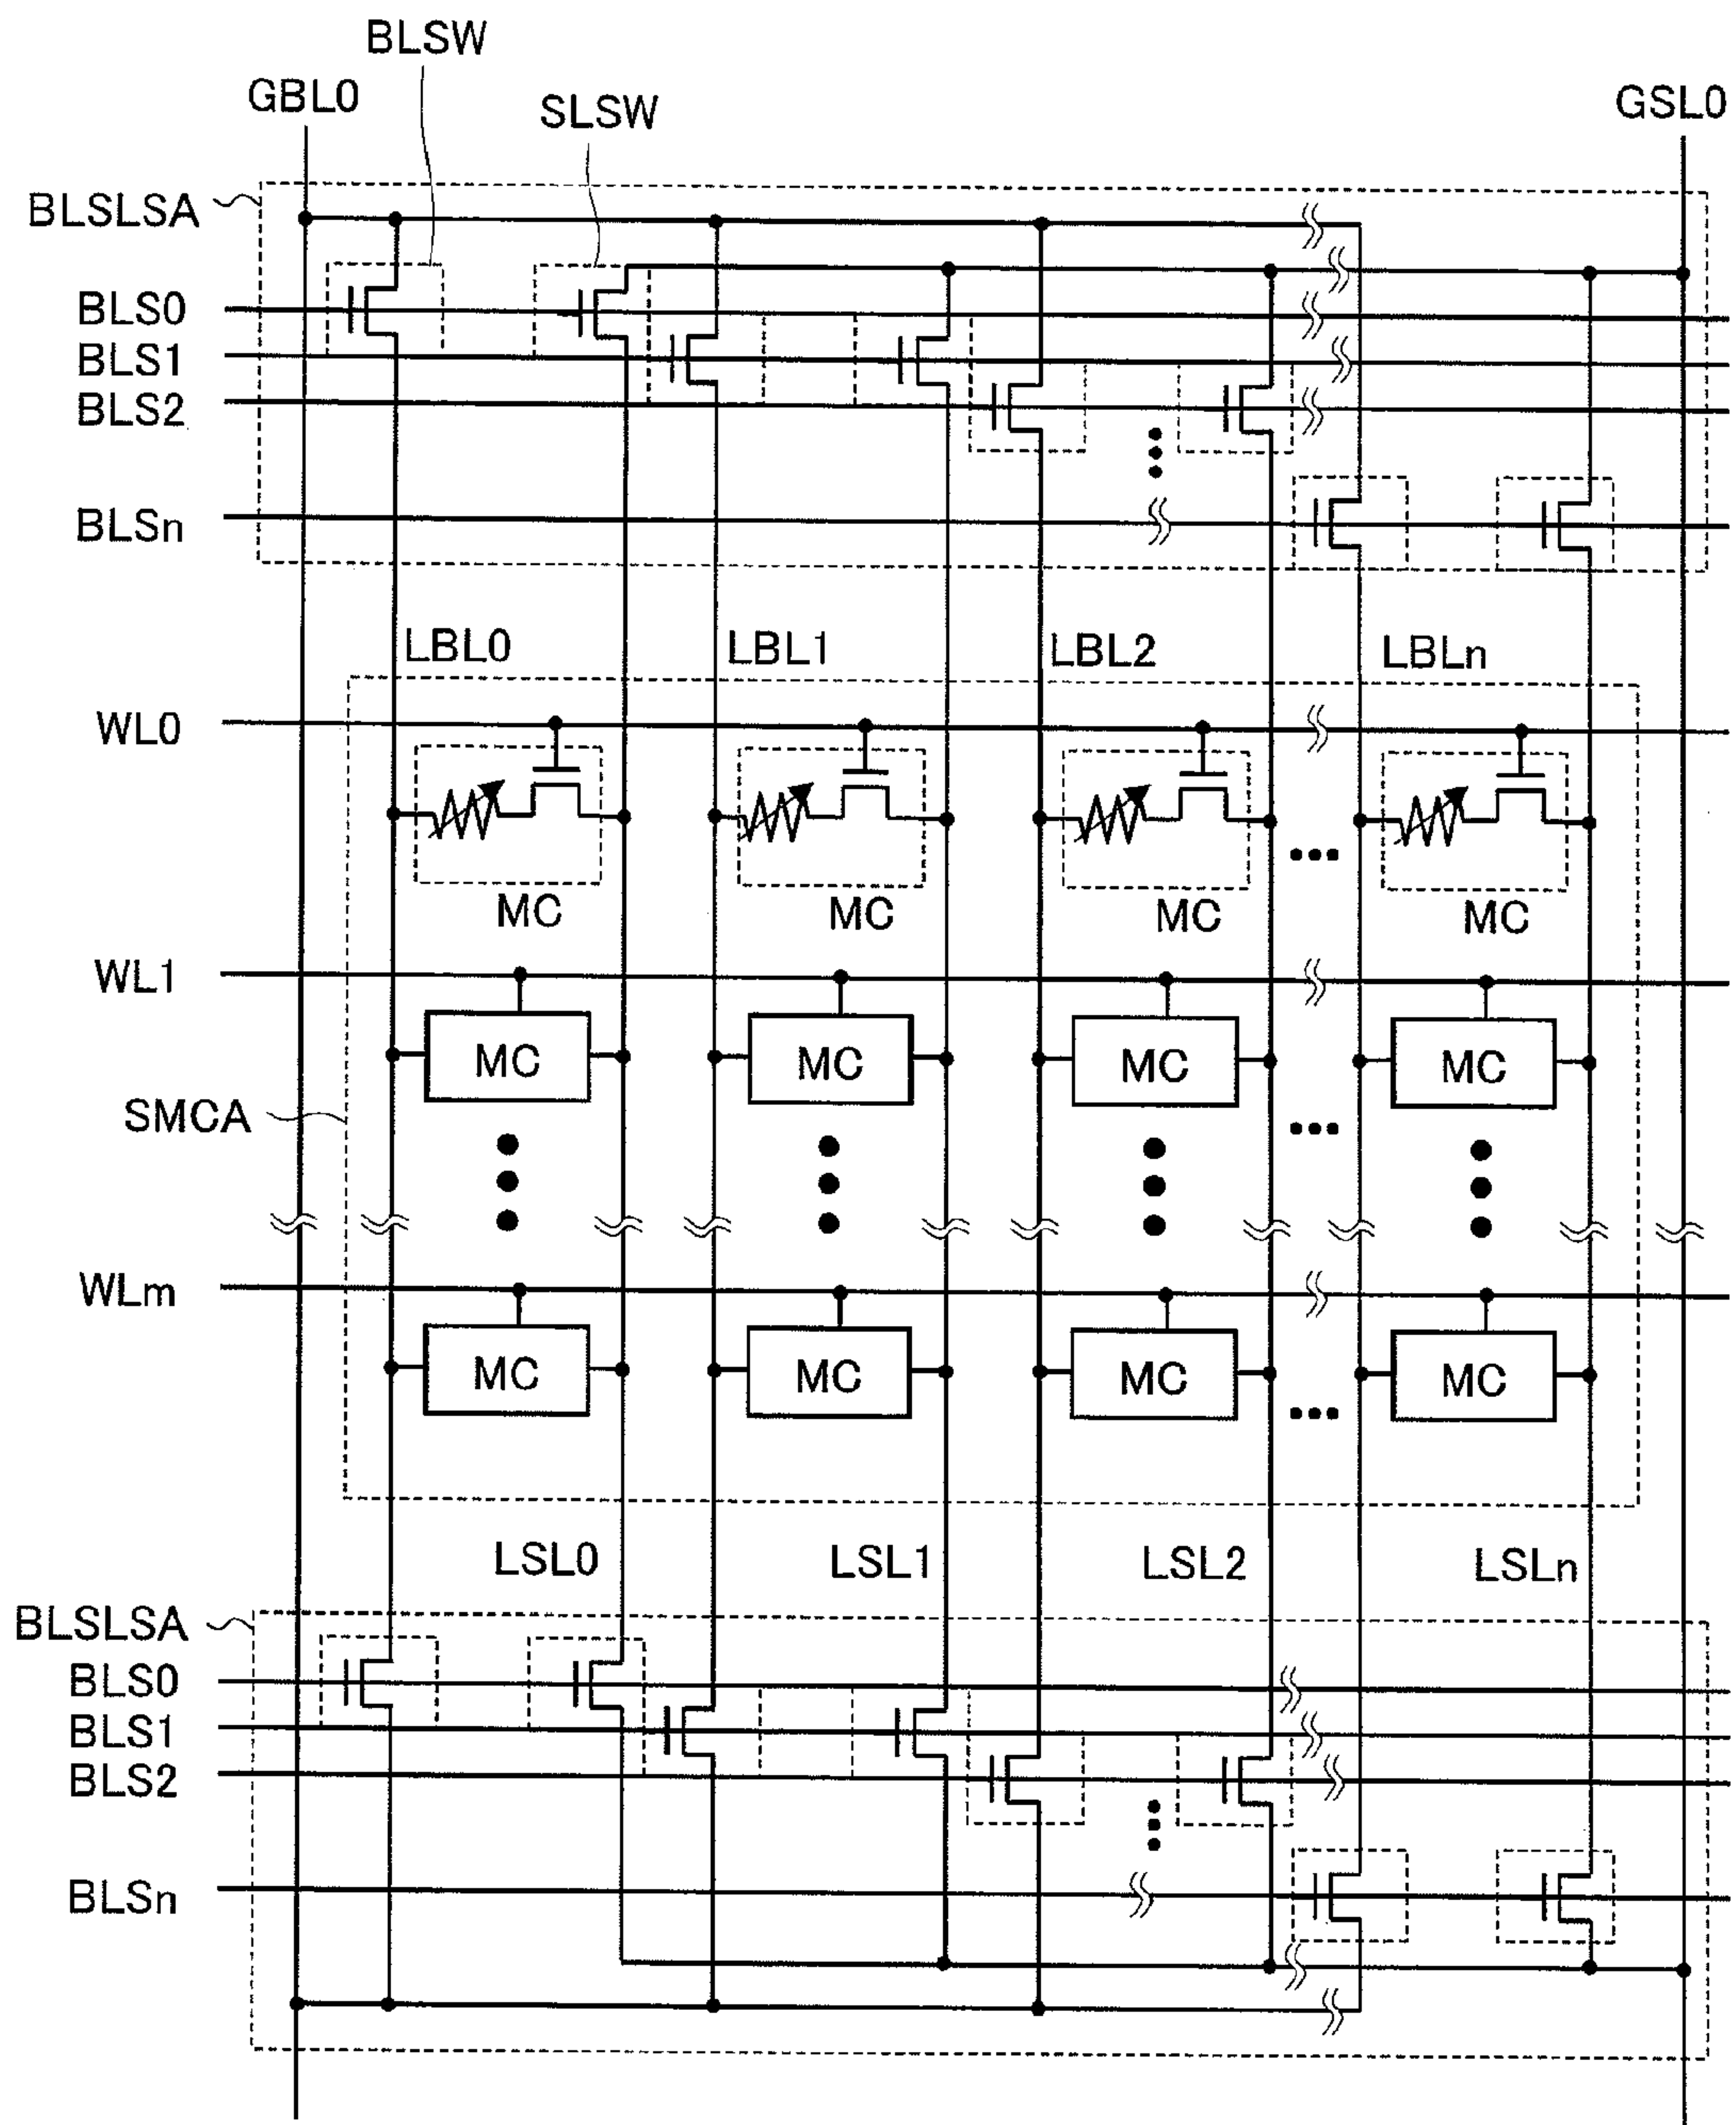 BLSW
GBL0
SLSW
GSL0
BLSLSA
BLS0
BLS1
BLS2
BLSn
LBL0 LBL1 LBL2 LBLn
WL0
MC MC MC MC
WL1
MC MC MC MC
SMCA
WLm
MC MC MC MC
LSL0 LSL1 LSL2 LSLn
BLSLSA
BLS0
BLS1
BLS2
BLSn